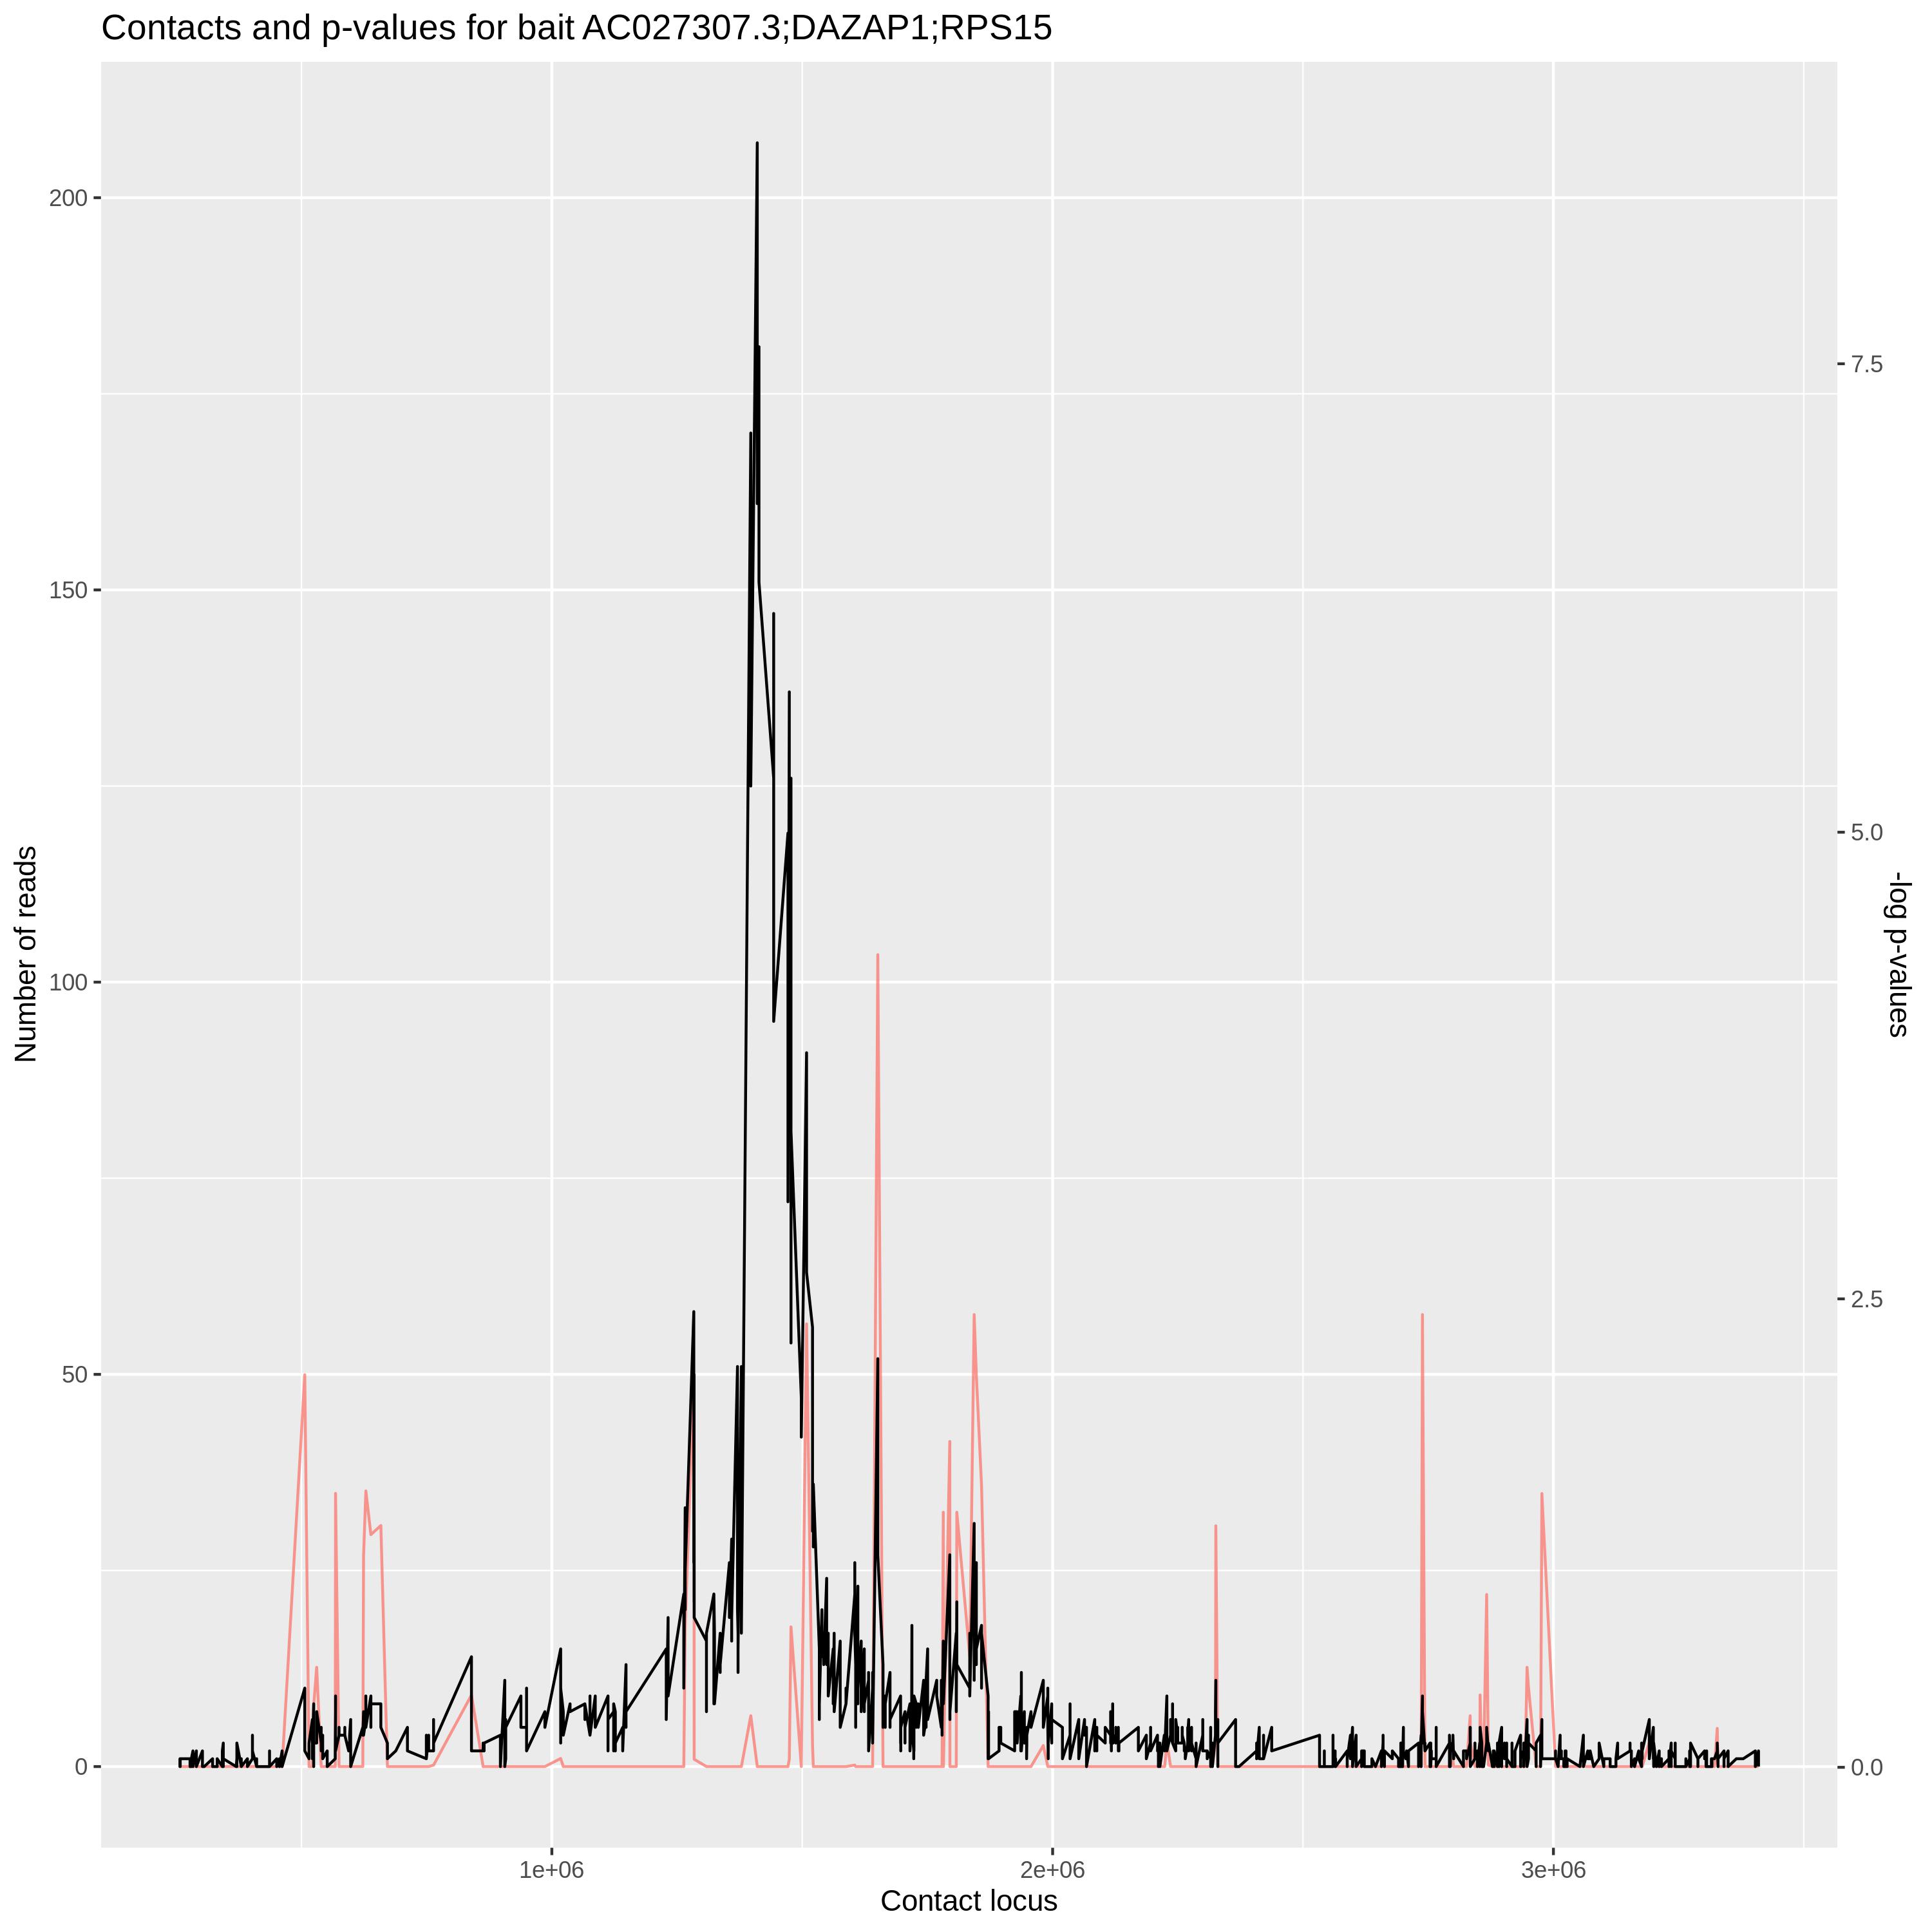 Contacts and p-values for bait AC027307.3;DAZAP1;RPS15
200
150
100
50
0
Number of reads
7.5
5.0
2.5
0.0
-log p-values
1e+06
2e+06
3e+06
Contact locus